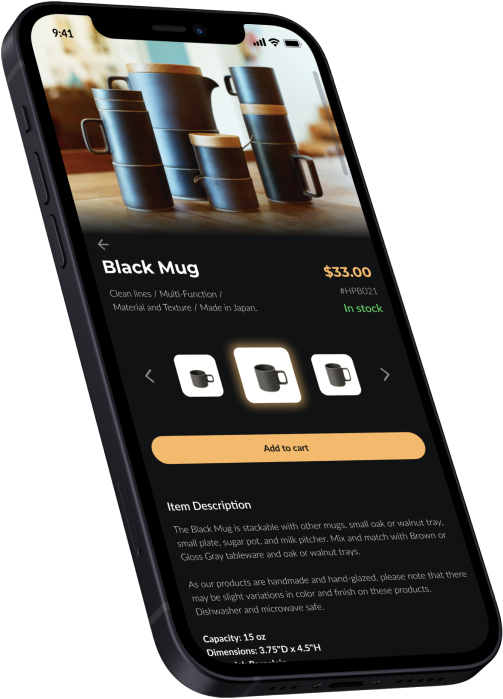 9:41
Black Mug
$33.00
Clean lines / Multi-Function /
#HPB021
Material and Texture / Made in Japan.
In stock
Add to cart
Item Description
The Black Mug is stackable with other mugs, small oak or walnut tray,
small plate, sugar pot, and milk pitcher. Mix and match with Brown or
Gloss Gray tableware and oak or walnut trays.
As our products are handmade and hand-glazed, please note that there
may be slight variations in color and finish on these products.
Dishwasher and microwave safe.
Capacity: 15 oz
Dimensions: 3.75"D x 4.5"H